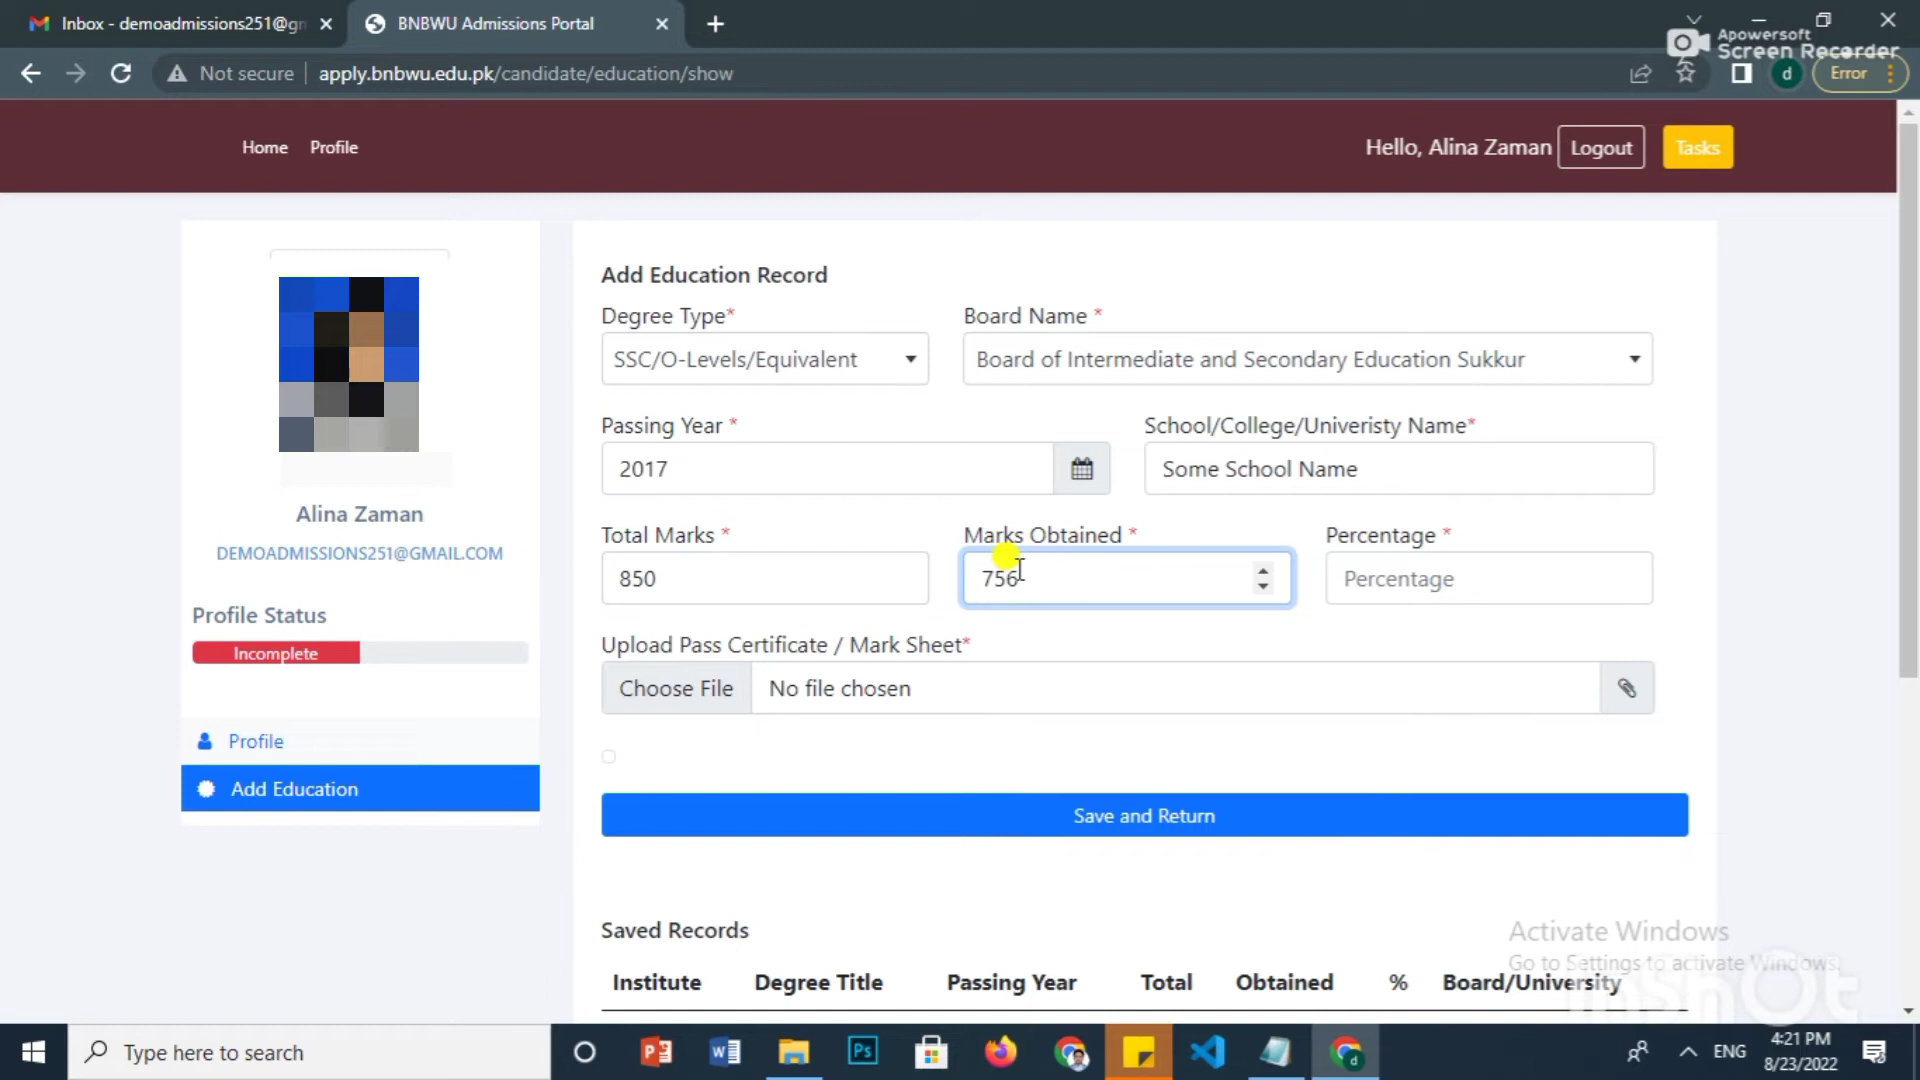 Inbox - demoadmissions251@gm
BNBWU Admissions Portal
Apowersoft
Screen Recorder
Not secure
apply.bnbwu.edu.pk/candidate/education/show
d
Error
Home
Profile
Hello, Alina Zaman
Logout
Tasks
Alina Zaman
DEMOADMISSIONS251@GMAIL.COM
Profile Status
Incomplete
Profile
Add Education
Add Education Record
Degree Type*
Board Name *
SSC/O-Levels/Equivalent
Board of Intermediate and Secondary Education Sukkur
Passing Year *
School/College/Univeristy Name*
2017
Some School Name
Total Marks *
Marks Obtained *
Percentage *
850
756
Percentage
Upload Pass Certificate / Mark Sheet*
Choose File
No file chosen
Save and Return
Saved Records
Institute
Degree Title
Passing Year
Total
Obtained
%
Board/University
Activate Windows
Go to Settings to activate Windows.
InShOt
Type here to search
Ps
d
ENG
4:21 PM
8/23/2022